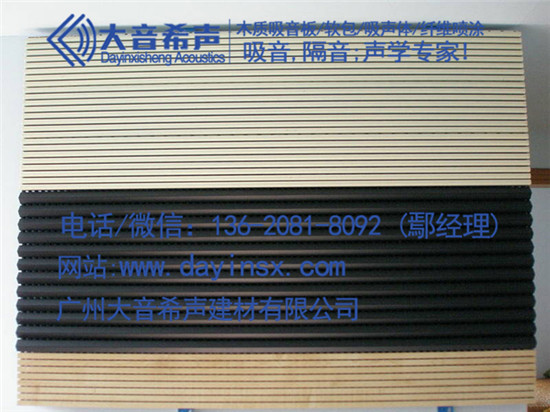 大音希声
Dayinxisheng Acoustics
木质吸音板/软包/吸声体/纤维喷涂
吸音,隔音;声学专家!
电话/微信: 136-2081-8092 (鄢经理)
网站:www.dayinsx.com
广州大音希声建材有限公司